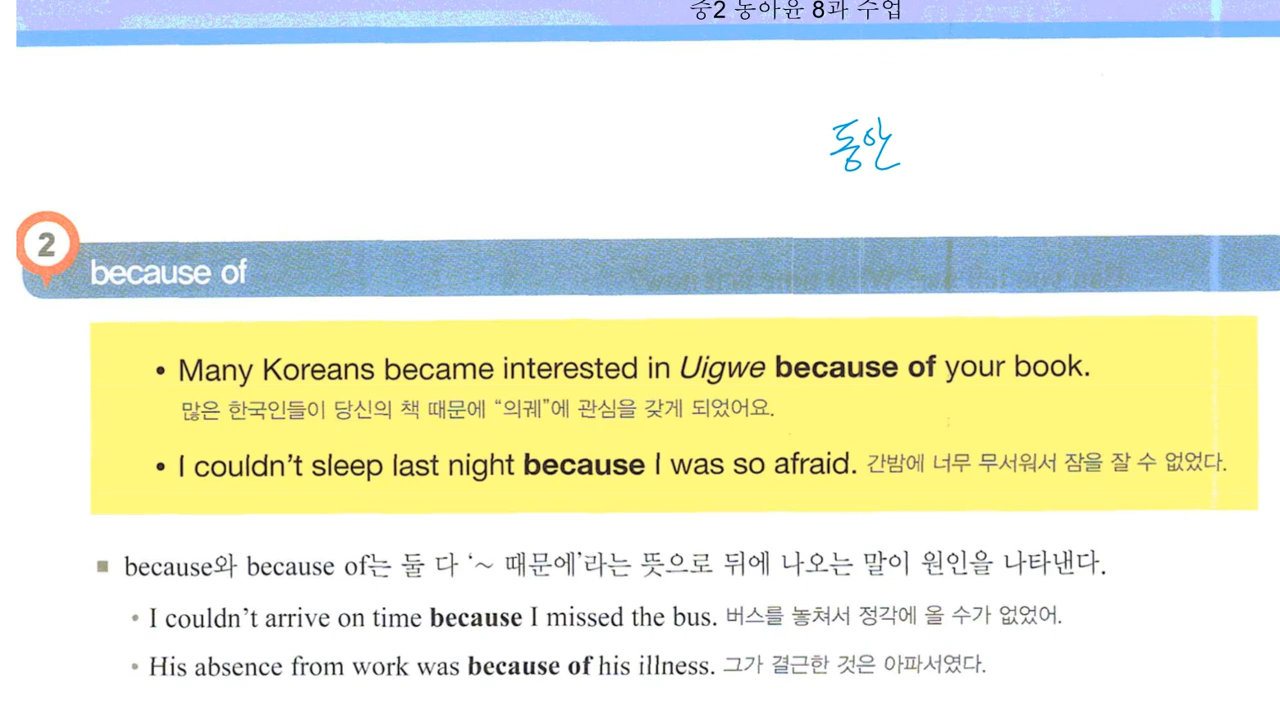 중2 동아윤 8과 수업
동안
2
because of
• Many Koreans became interested in Uigwe because of your book.
많은 한국인들이 당신의 책 때문에 “의궤”에 관심을 갖게 되었어요.
• I couldn’t sleep last night because I was so afraid. 간밤에 너무 무서워서 잠을 잘 수 없었다.
■ because와 because of는 둘 다 ‘~ 때문에’라는 뜻으로 뒤에 나오는 말이 원인을 나타낸다.
• I couldn’t arrive on time because I missed the bus. 버스를 놓쳐서 정각에 올 수가 없었어.
• His absence from work was because of his illness. 그가 결근한 것은 아파서였다.